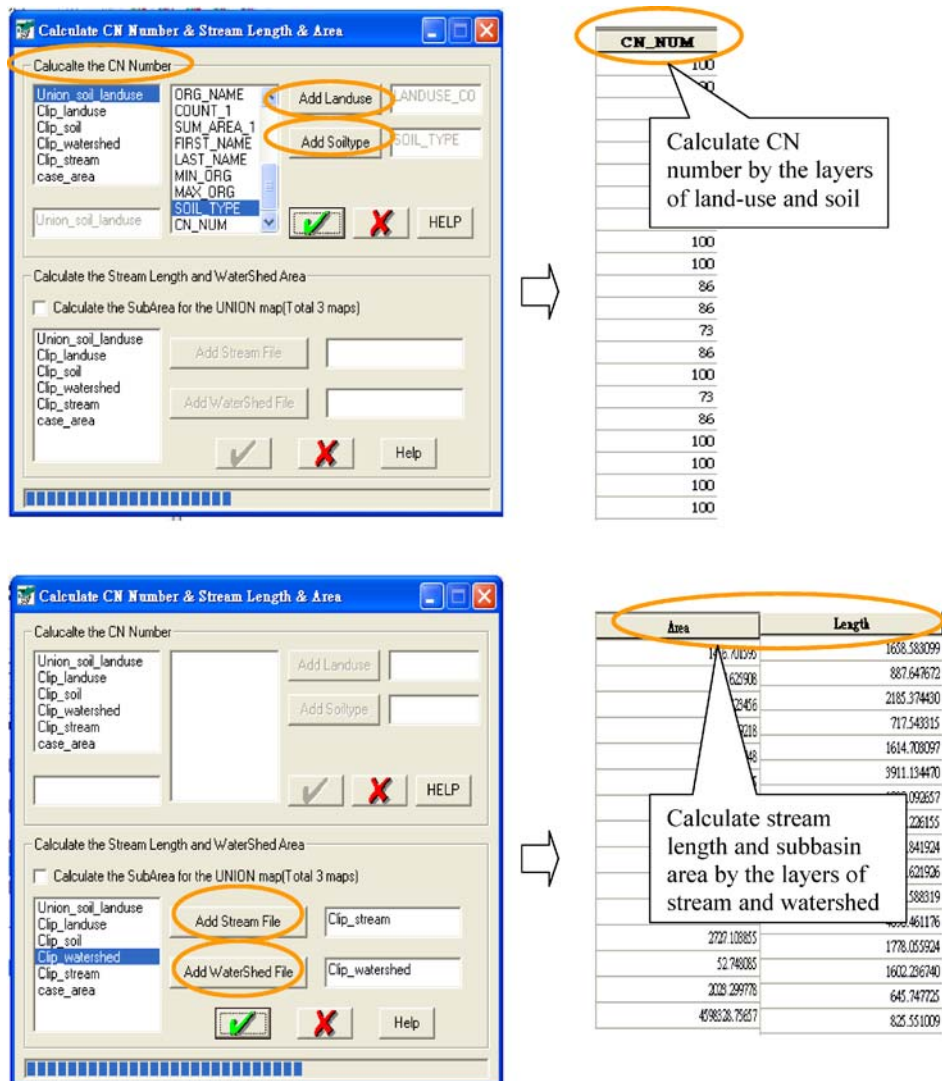 Calculate CN Number & Stream Length & Area
Calucalte the CN Number
Union_soil_landuse
Clip_landuse
Clip_soil
Clip_watershed
Clip_stream
case_area
Union_soil_landuse
ORG_NAME
COUNT_1
SUM_AREA_1
FIRST_NAME
LAST_NAME
MIN_ORG
MAX_ORG
SOIL_TYPE
CN_NUM
Add Landuse
LANDUSE_CO
Add Soiltype
SOIL_TYPE
HELP
Calculate the Stream Length and WaterShed Area
Calculate the SubArea for the UNION map(Total 3 maps)
Union_soil_landuse
Clip_landuse
Clip_soil
Clip_watershed
Clip_stream
case_area
Add Stream File
Add WaterShed File
Help
CN_NUM
100
Calculate CN
number by the layers
of land-use and soil
100
100
86
86
73
86
100
73
86
100
100
100
100
Calculate CN Number & Stream Length & Area
Calucalte the CN Number
Union_soil_landuse
Clip_landuse
Clip_soil
Clip_watershed
Clip_stream
case_area
Add Landuse
Add Soiltype
HELP
Calculate the Stream Length and WaterShed Area
Calculate the SubArea for the UNION map(Total 3 maps)
Union_soil_landuse
Clip_landuse
Clip_soil
Clip_watershed
Clip_stream
case_area
Add Stream File
Clip_stream
Add WaterShed File
Clip_watershed
Help
Area Length
1658.583099
887.647672
2185.374430
717.543315
1614.708097
3911.134470
Calculate stream
length and subbasin
area by the layers of
stream and watershed
2727.103855 1778.055924
52.748085 1602.236740
2023.299778 645.747725
4598328.75657 825.551009